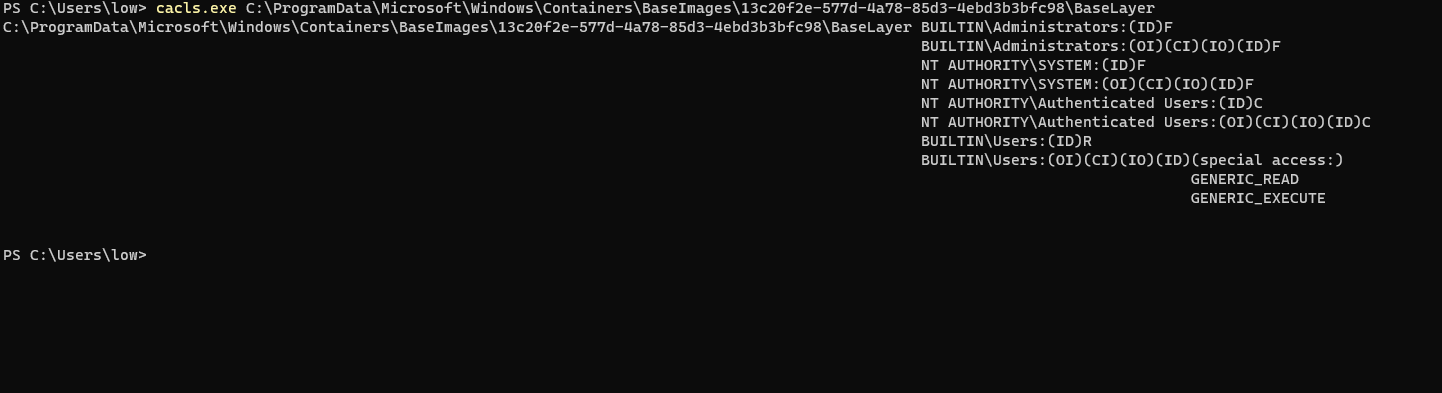 PS C:\Users\low> cacls.exe C:\ProgramData\Microsoft\Windows\Containers\BaseImages\13c20f2e-577d-4a78-85d3-4ebd3b3bfc98\BaseLayer
C:\ProgramData\Microsoft\Windows\Containers\BaseImages\13c20f2e-577d-4a78-85d3-4ebd3b3bfc98\BaseLayer BUILTIN\Administrators:(ID)F
BUILTIN\Administrators:(OI)(CI)(IO)(ID)F
NT AUTHORITY\SYSTEM:(ID)F
NT AUTHORITY\SYSTEM:(OI)(CI)(IO)(ID)F
NT AUTHORITY\Authenticated Users:(ID)C
NT AUTHORITY\Authenticated Users:(OI)(CI)(IO)(ID)C
BUILTIN\Users:(ID)R
BUILTIN\Users:(OI)(CI)(IO)(ID)(special access:)
GENERIC_READ
GENERIC_EXECUTE
PS C:\Users\low>